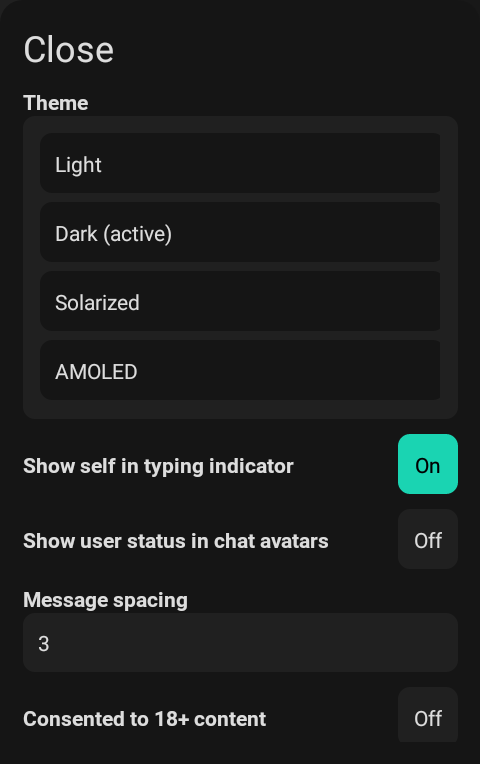 Close
Theme
Light
Dark (active)
Solarized
AMOLED
Show self in typing indicator
On
Show user status in chat avatars
Off
Message spacing
3
Consented to 18+ content
Off